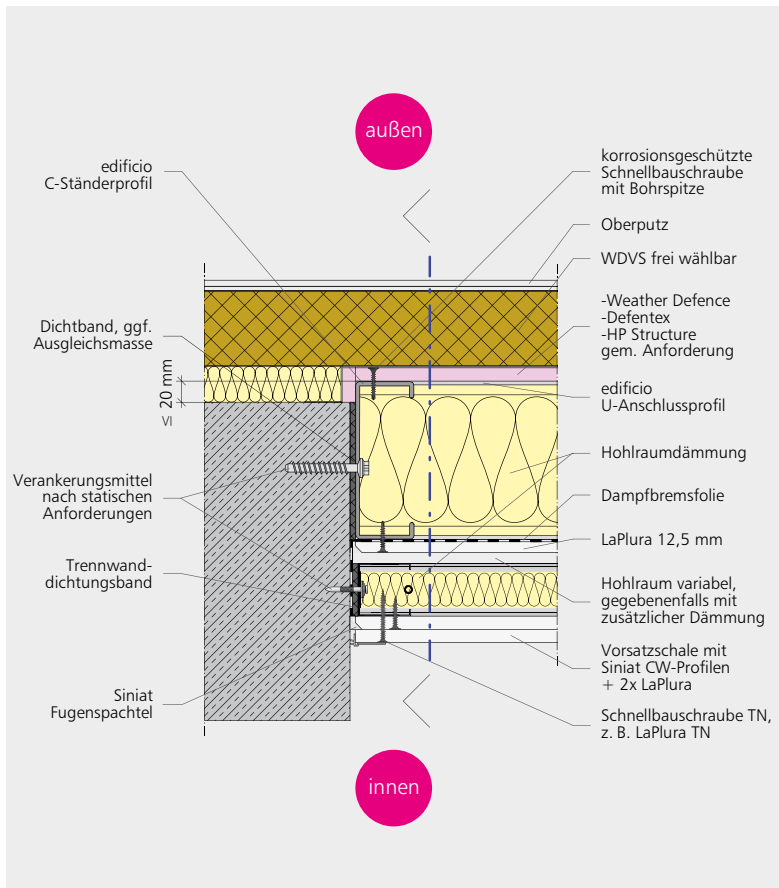 außen
edificio
C-Ständerprofil
Dichtband, ggf.
Ausgleichsmasse
≤ 20 mm
Verankerungsmittel
nach statischen
Anforderungen
Trennwand-
dichtungsband
Siniat
Fugenspachtel
korrosionsgeschützte
Schnellbauschraube
mit Bohrspitze
Oberputz
WDVS frei wählbar
-Weather Defence
-Defentex
-HP Structure
gem. Anforderung
edificio
U-Anschlussprofil
Hohlraumdämmung
Dampfbremsfolie
LaPlura 12,5 mm
Hohlraum variabel,
gegebenenfalls mit
zusätzlicher Dämmung
Vorsatzschale mit
Siniat CW-Profilen
+ 2x LaPlura
Schnellbauschraube TN,
z. B. LaPlura TN
innen